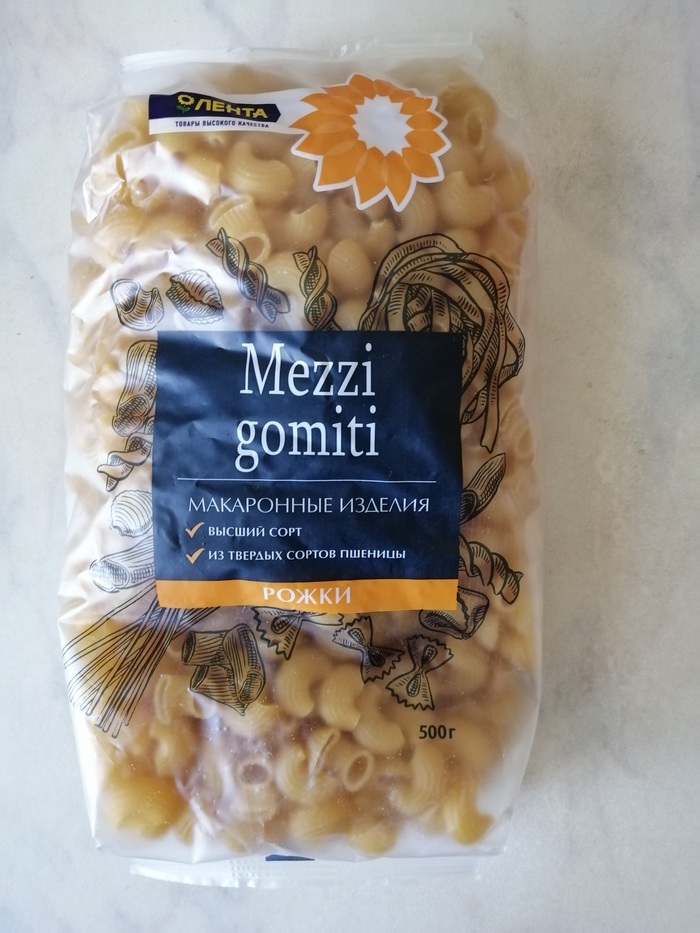 ЛЕНТА
ТОВАРЫ ВЫСОКОГО КАЧЕСТВА
Mezzi
gomiti
МАКАРОННЫЕ ИЗДЕЛИЯ
ВЫСШИЙ СОРТ
ИЗ ТВЕРДЫХ СОРТОВ ПШЕНИЦЫ
РОЖКИ
500г